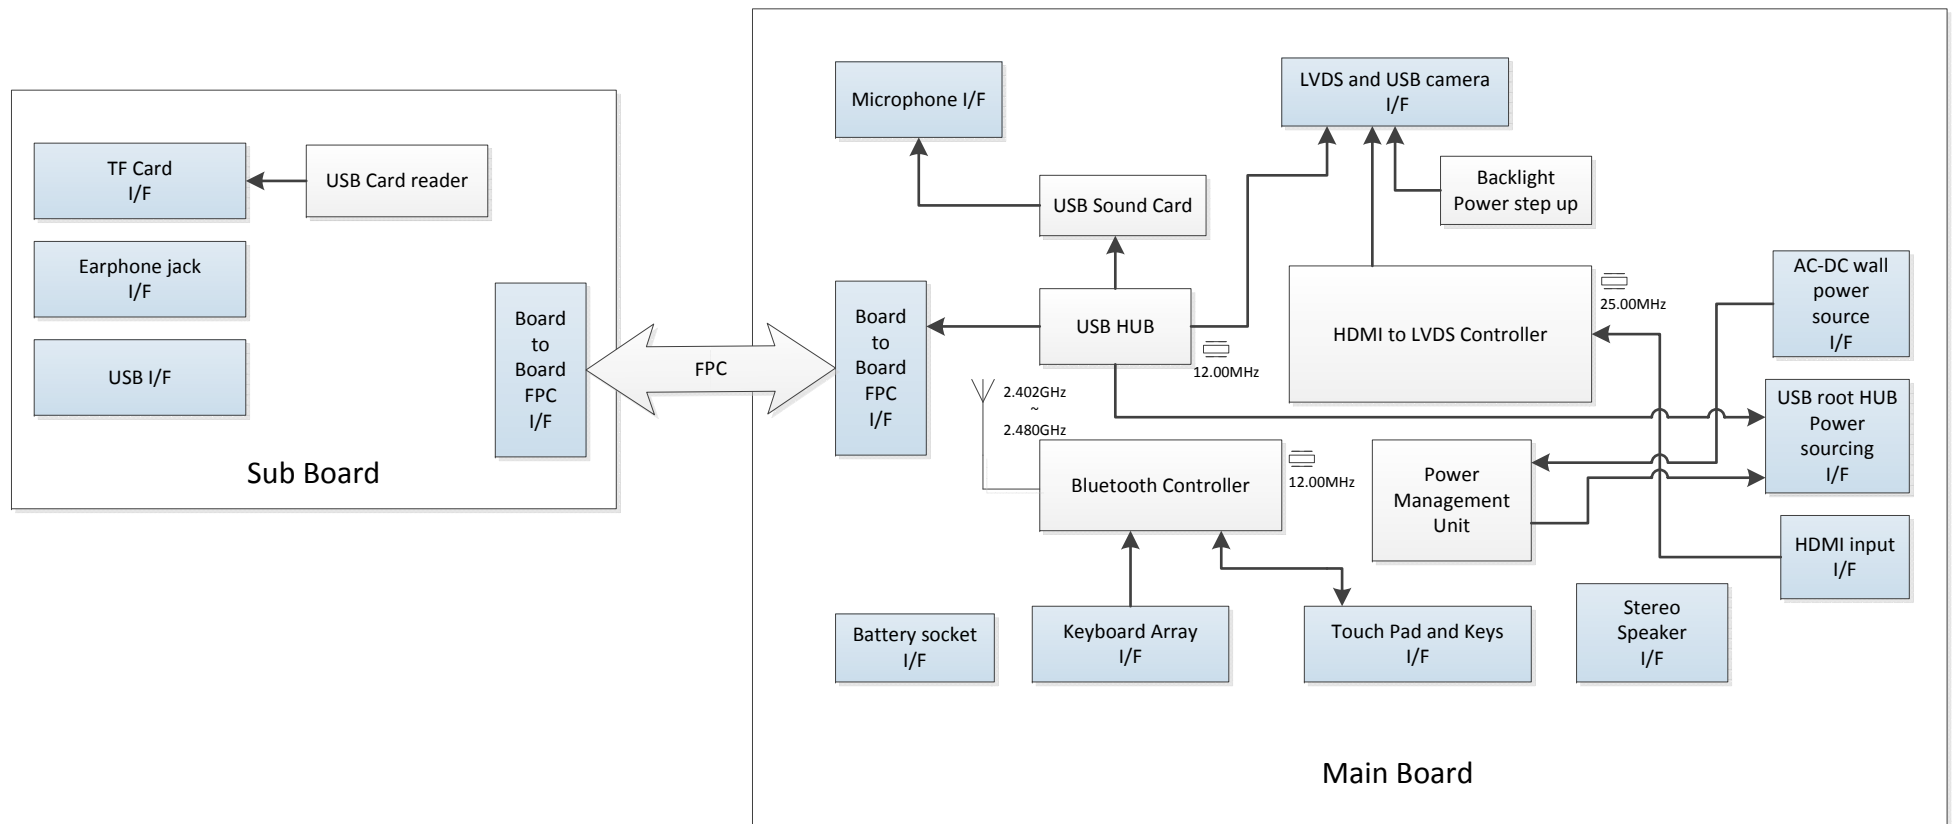 TF Card
I/F
USB Card reader
Earphone jack
I/F
USB I/F
Board
to
Board
FPC
I/F
Sub Board
FPC
Microphone I/F
LVDS and USB camera
I/F
USB Sound Card
Backlight
Power step up
Board
to
Board
FPC
I/F
USB HUB
12.00MHz
HDMI to LVDS Controller
25.00MHz
AC-DC wall
power
source
I/F
2.402GHz
~
2.480GHz
Bluetooth Controller
12.00MHz
Power
Management
Unit
USB root HUB
Power
sourcing
I/F
HDMI input
I/F
Battery socket
I/F
Keyboard Array
I/F
Touch Pad and Keys
I/F
Stereo
Speaker
I/F
Main Board